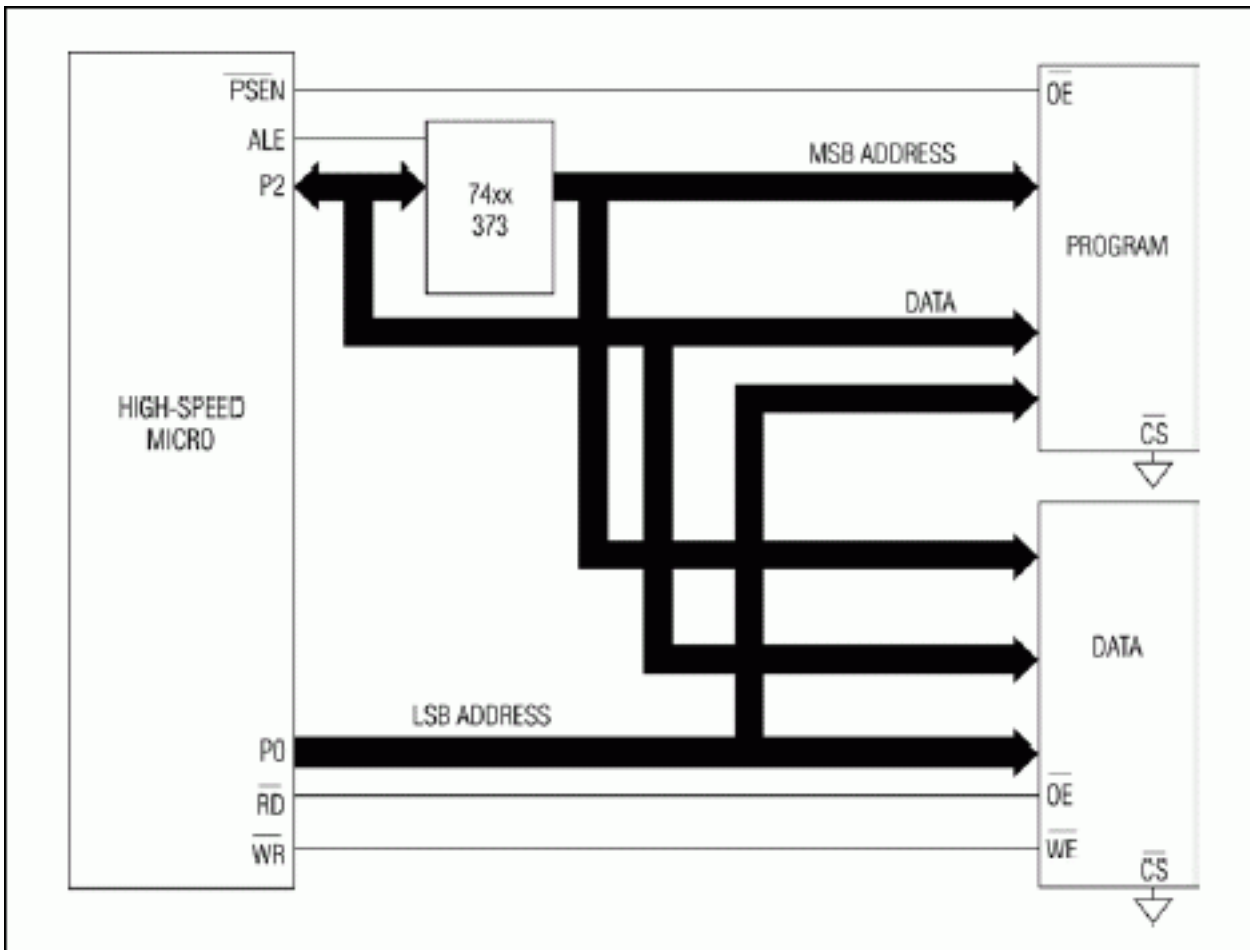 PSEN
OE
ALE
MSB ADDRESS
P2
74xx
373
PROGRAM
DATA
HIGH-SPEED
MICRO
CS
DATA
LSB ADDRESS
P0
RD
OE
WR
WE
CS